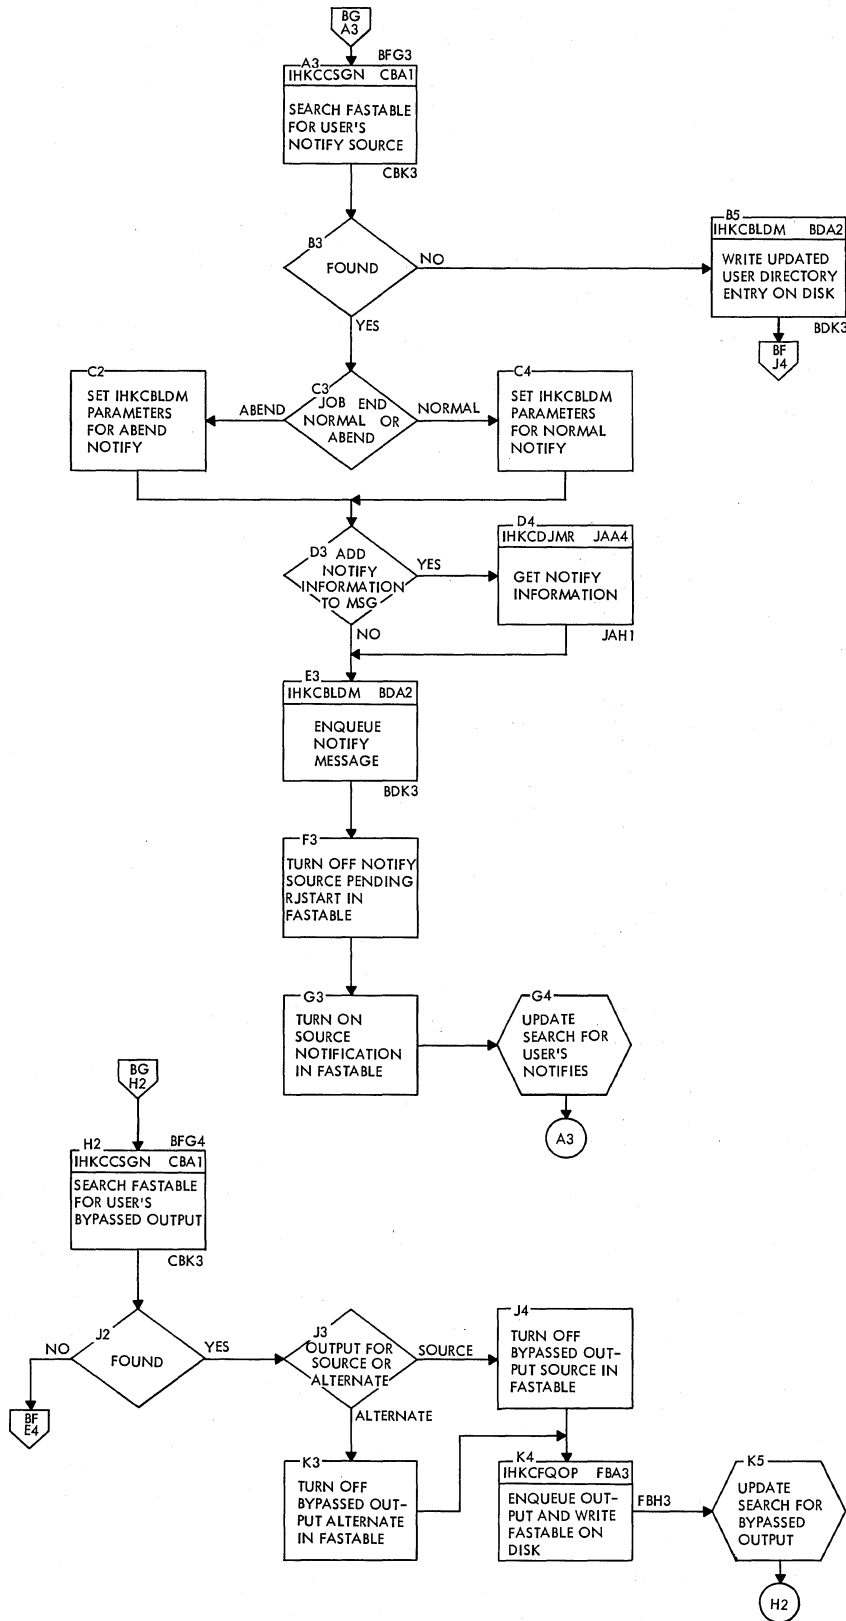 BG
A3
A3
BFG3
IHKCCSGN CBA1
SEARCH FASTABLE
FOR USER'S
NOTIFY SOURCE
CBK3
B3
FOUND
NO
YES
B5
IHKCBLDM BDA2
WRITE UPDATED
USER DIRECTORY
ENTRY ON DISK
BDK3
BF
J4
C2
SET IHKCBLDM
PARAMETERS
FOR ABEND
NOTIFY
ABEND
C3
JOB END
NORMAL OR
ABEND
NORMAL
C4
SET IHKCBLDM
PARAMETERS
FOR NORMAL
NOTIFY
D3 ADD
NOTIFY
INFORMATION
TO MSG
YES
NO
D4
IHKCDJMR JAA4
GET NOTIFY
INFORMATION
JAH1
E3
IHKCBLDM BDA2
ENQUEUE
NOTIFY
MESSAGE
BDK3
F3
TURN OFF NOTIFY
SOURCE PENDING
RJSTART IN
FASTABLE
G3
TURN ON
SOURCE
NOTIFICATION
IN FASTABLE
G4
UPDATE
SEARCH FOR
USER'S
NOTIFIES
A3
BG
H2
H2
BFG4
IHKCCSGN CBA1
SEARCH FASTABLE
FOR USER'S
BYPASSED OUTPUT
CBK3
J2
FOUND
NO
YES
BF
E4
J3
OUTPUT FOR
SOURCE OR
ALTERNATE
SOURCE
ALTERNATE
J4
TURN OFF
BYPASSED OUT-
PUT SOURCE IN
FASTABLE
K3
TURN OFF
BYPASSED OUT-
PUT ALTERNATE
IN FASTABLE
K4
IHKCFQOP FBA3
ENQUEUE OUT-
PUT AND WRITE
FASTABLE ON
DISK
FBH3
K5
UPDATE
SEARCH FOR
BYPASSED
OUTPUT
H2